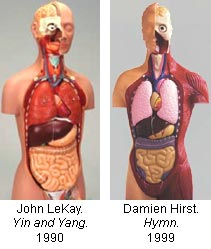 John LeKay.
Yin and Yang.
1990
Damien Hirst.
Hymn.
1999